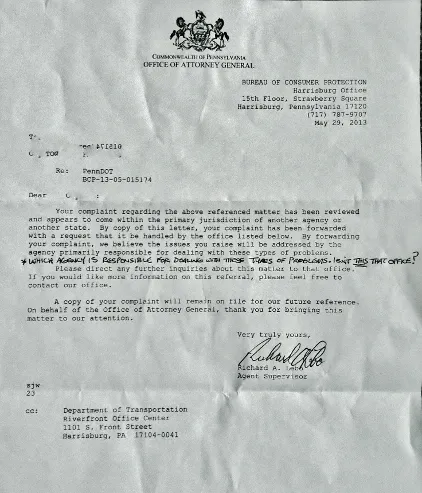 COMMONWEALTH OF PENNSYLVANIA
OFFICE OF ATTORNEY GENERAL
BUREAU OF CONSUMER PROTECTION
Harrisburg Office
15th Floor, Strawberry Square
Harrisburg, Pennsylvania 17120
(717) 787-9707
May 29, 2013
Re: PennDOT
BCP-13-05-015174
Dear
Your complaint regarding the above referenced matter has been reviewed
and appears to come within the primary jurisdiction of another agency or
another state. By copy of this letter, your complaint has been forwarded
with a request that it be handled by the office listed below. By forwarding
your complaint, we believe the issues you raise will be addressed by the
agency primarily responsible for dealing with these types of problems.
* WHICH AGENCY IS RESPONSIBLE FOR DEALING WITH THESE TYPES OF PROBLEMS. ISN'T THIS THAT OFFICE?
Please direct any further inquiries about this matter to that office.
If you would like more information on this referral, please feel free to
contact our office.
A copy of your complaint will remain on file for our future reference.
On behalf of the Office of Attorney General, thank you for bringing this
matter to our attention.
Very truly yours,
Richard A.
Agent Supervisor
23
cc: Department of Transportation
Riverfront Office Center
1101 S. Front Street
Harrisburg, PA 17104-0041